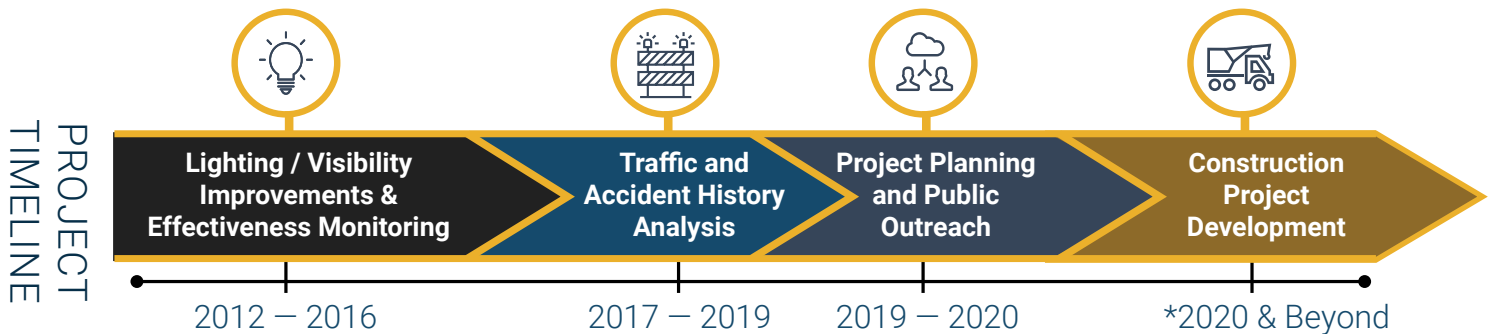 PROJECT
TIMELINE
Lighting / Visibility
Improvements &
Effectiveness Monitoring
Traffic and
Accident History
Analysis
Project Planning
and Public
Outreach
Construction
Project
Development
2012 — 2016
2017 — 2019
2019 — 2020
*2020 & Beyond